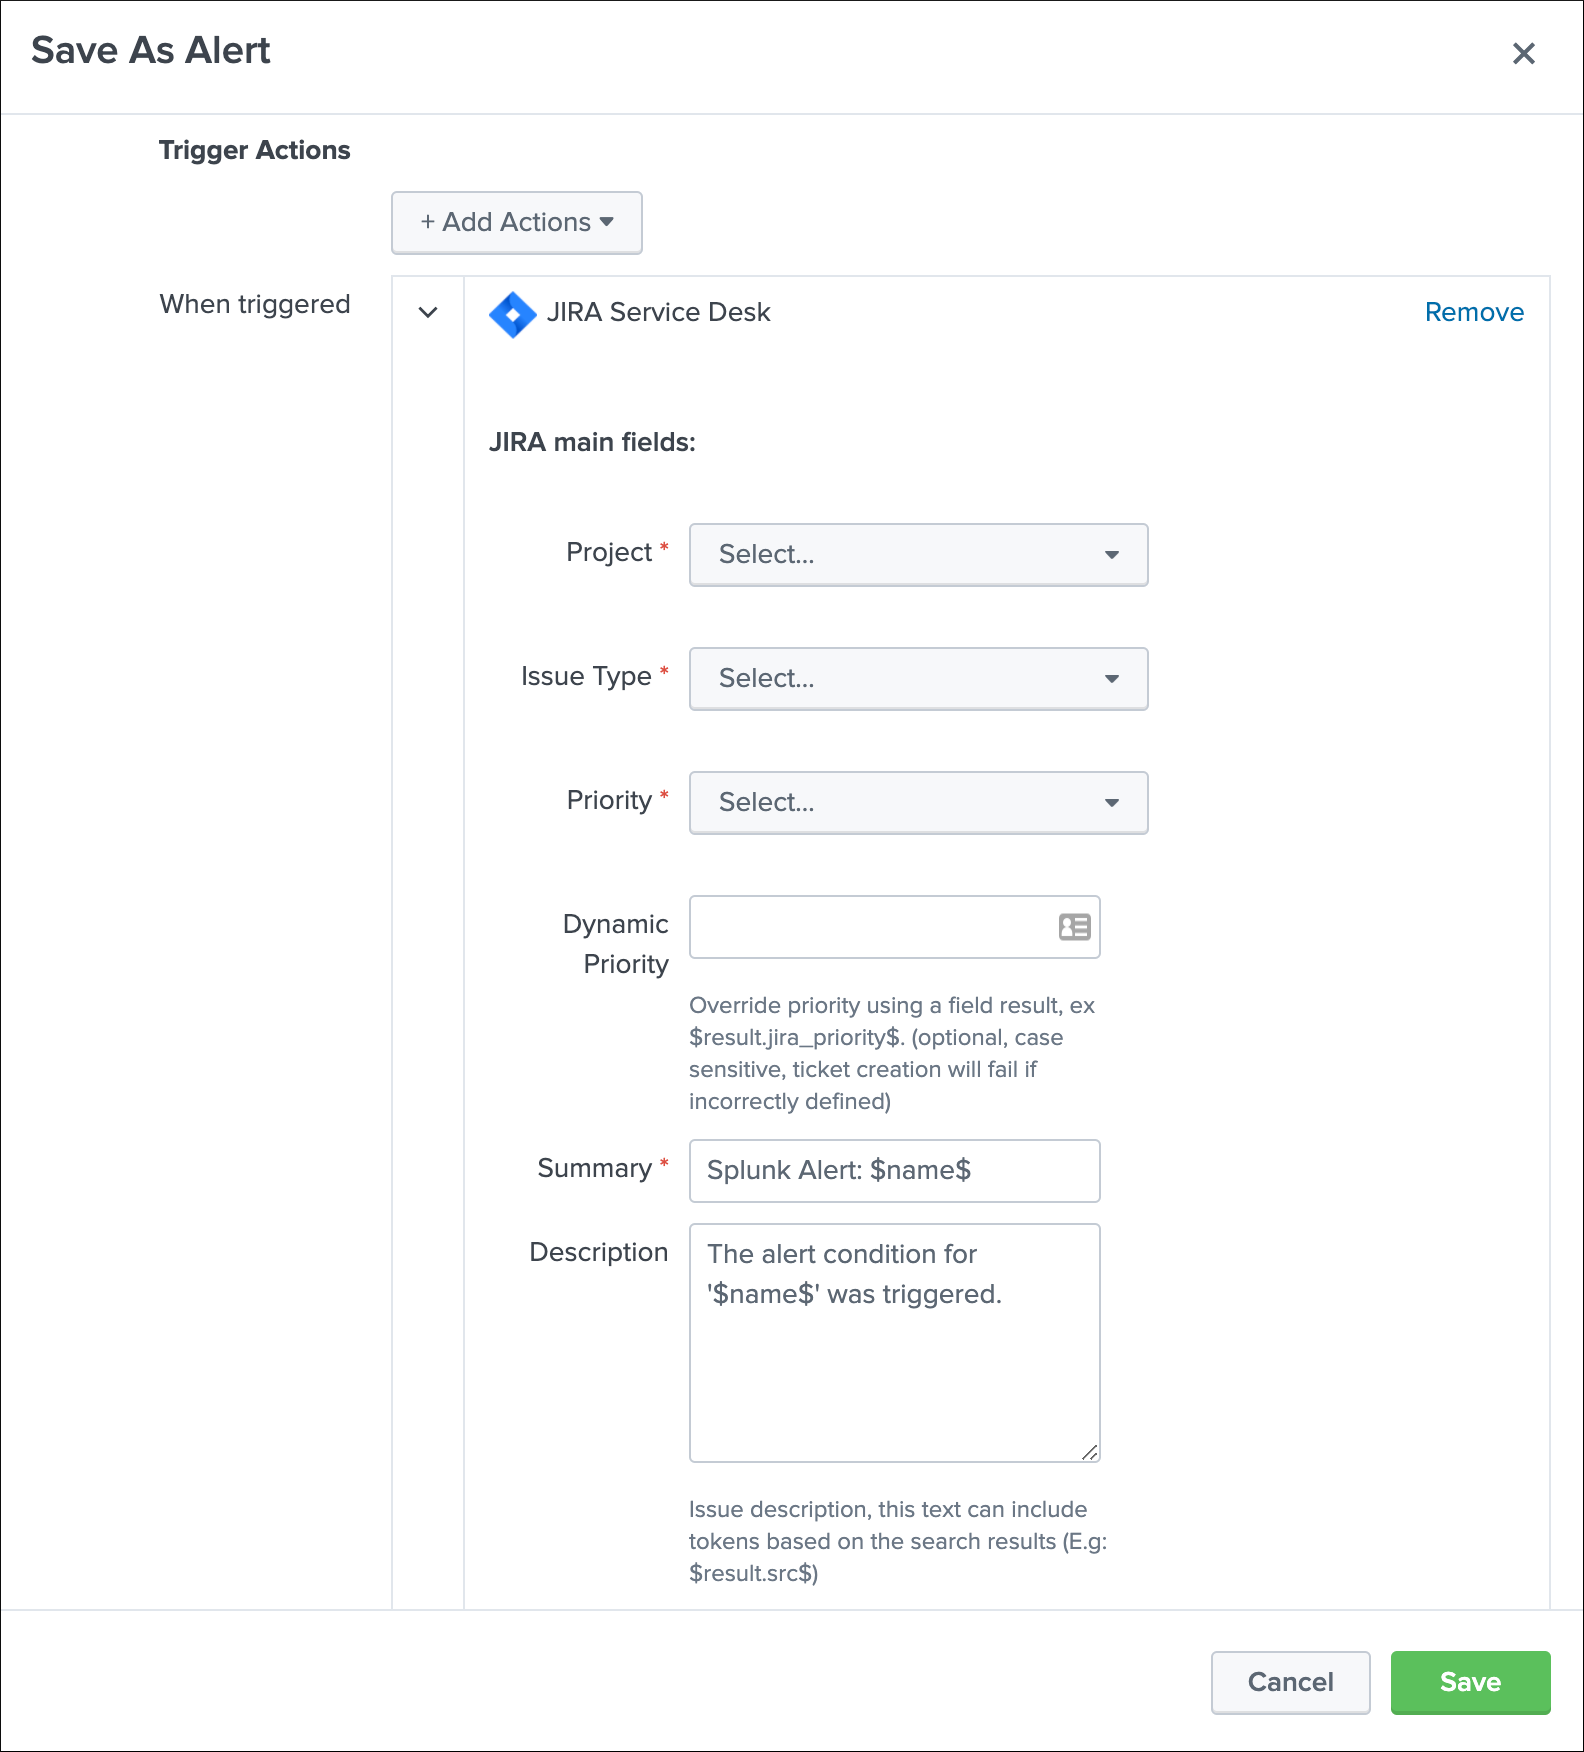 Save As Alert
Trigger Actions
+ Add Actions
When triggered
JIRA Service Desk
Remove
JIRA main fields:
Project *
Select...
Issue Type *
Select...
Priority *
Select...
Dynamic
Priority
Override priority using a field result, ex
$result.jira_priority$. (optional, case
sensitive, ticket creation will fail if
incorrectly defined)
Summary *
Splunk Alert: $name$
Description
The alert condition for
'$name$' was triggered.
Issue description, this text can include
tokens based on the search results (E.g:
$result.src$)
Cancel
Save